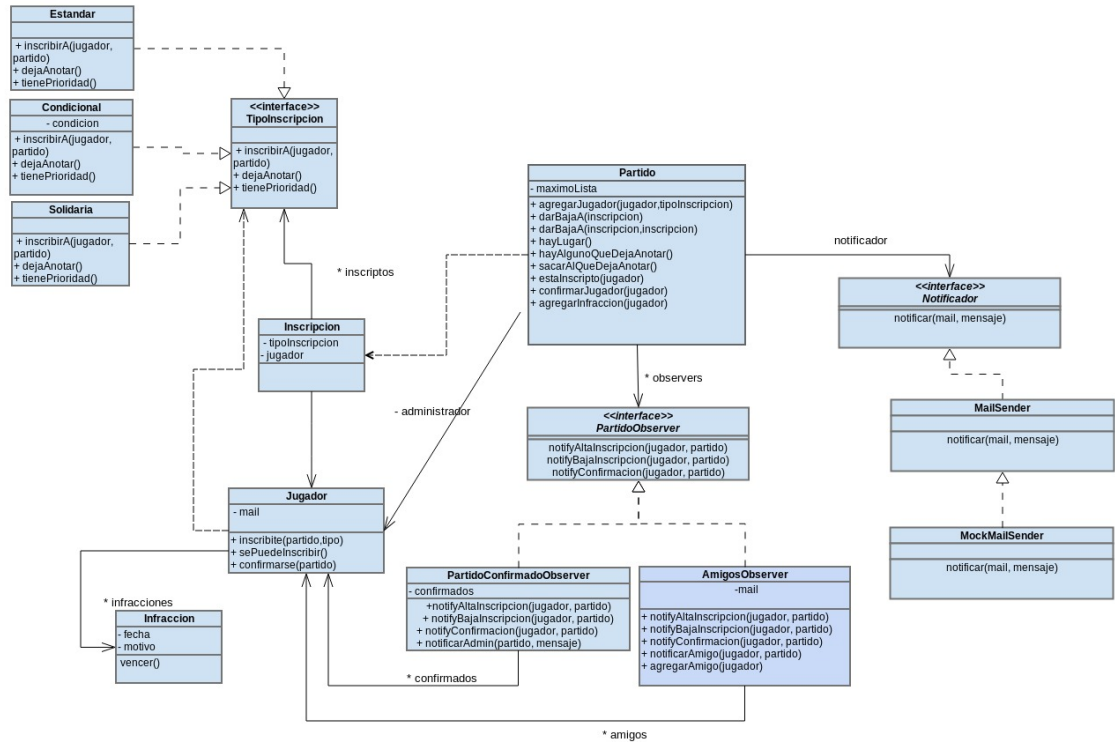 Estandar
+ inscribirA(jugador,
partido)
+ dejaAnotar()
+ tienePrioridad()
Condicional
- condicion
+ inscribirA(jugador,
partido)
+ dejaAnotar()
+ tienePrioridad()
Solidaria
+ inscribirA(jugador,
partido)
+ dejaAnotar()
+ tienePrioridad()
<<interface>>
TipoInscripcion
+ inscribirA(jugador,
partido)
+ dejaAnotar()
+ tienePrioridad()
Partido
- maximoLista
+ agregarJugador(jugador,tipoInscripcion)
+ darBajaA(inscripcion)
+ darBajaA(inscripcion,inscripcion)
+ hayLugar()
+ hayAlgunoQueDejaAnotar()
+ sacarAlQueDejaAnotar()
+ estaInscripto(jugador)
+ confirmarJugador(jugador)
+ agregarInfraccion(jugador)
notificador
<<interface>>
Notificador
notificar(mail, mensaje)
* inscriptos
Inscripcion
- tipoInscripcion
- jugador
- administrador
* observers
<<interface>>
PartidoObserver
notifyAltaInscripcion(jugador, partido)
notifyBajaInscripcion(jugador, partido)
notifyConfirmacion(jugador, partido)
MailSender
notificar(mail, mensaje)
MockMailSender
notificar(mail, mensaje)
Jugador
- mail
+ inscribite(partido,tipo)
+ sePuedeInscribir()
+ confirmarse(partido)
* infracciones
Infraccion
- fecha
- motivo
vencer()
PartidoConfirmadoObserver
- confirmados
+notifyAltaInscripcion(jugador, partido)
+ notifyBajaInscripcion(jugador, partido)
+ notifyConfirmacion(jugador, partido)
+ notificarAdmin(partido, mensaje)
AmigosObserver
-mail
+ notifyAltaInscripcion(jugador, partido)
+ notifyBajaInscripcion(jugador, partido)
+ notifyConfirmacion(jugador, partido)
+ notificarAmigo(jugador, partido)
+ agregarAmigo(jugador)
* confirmados
* amigos